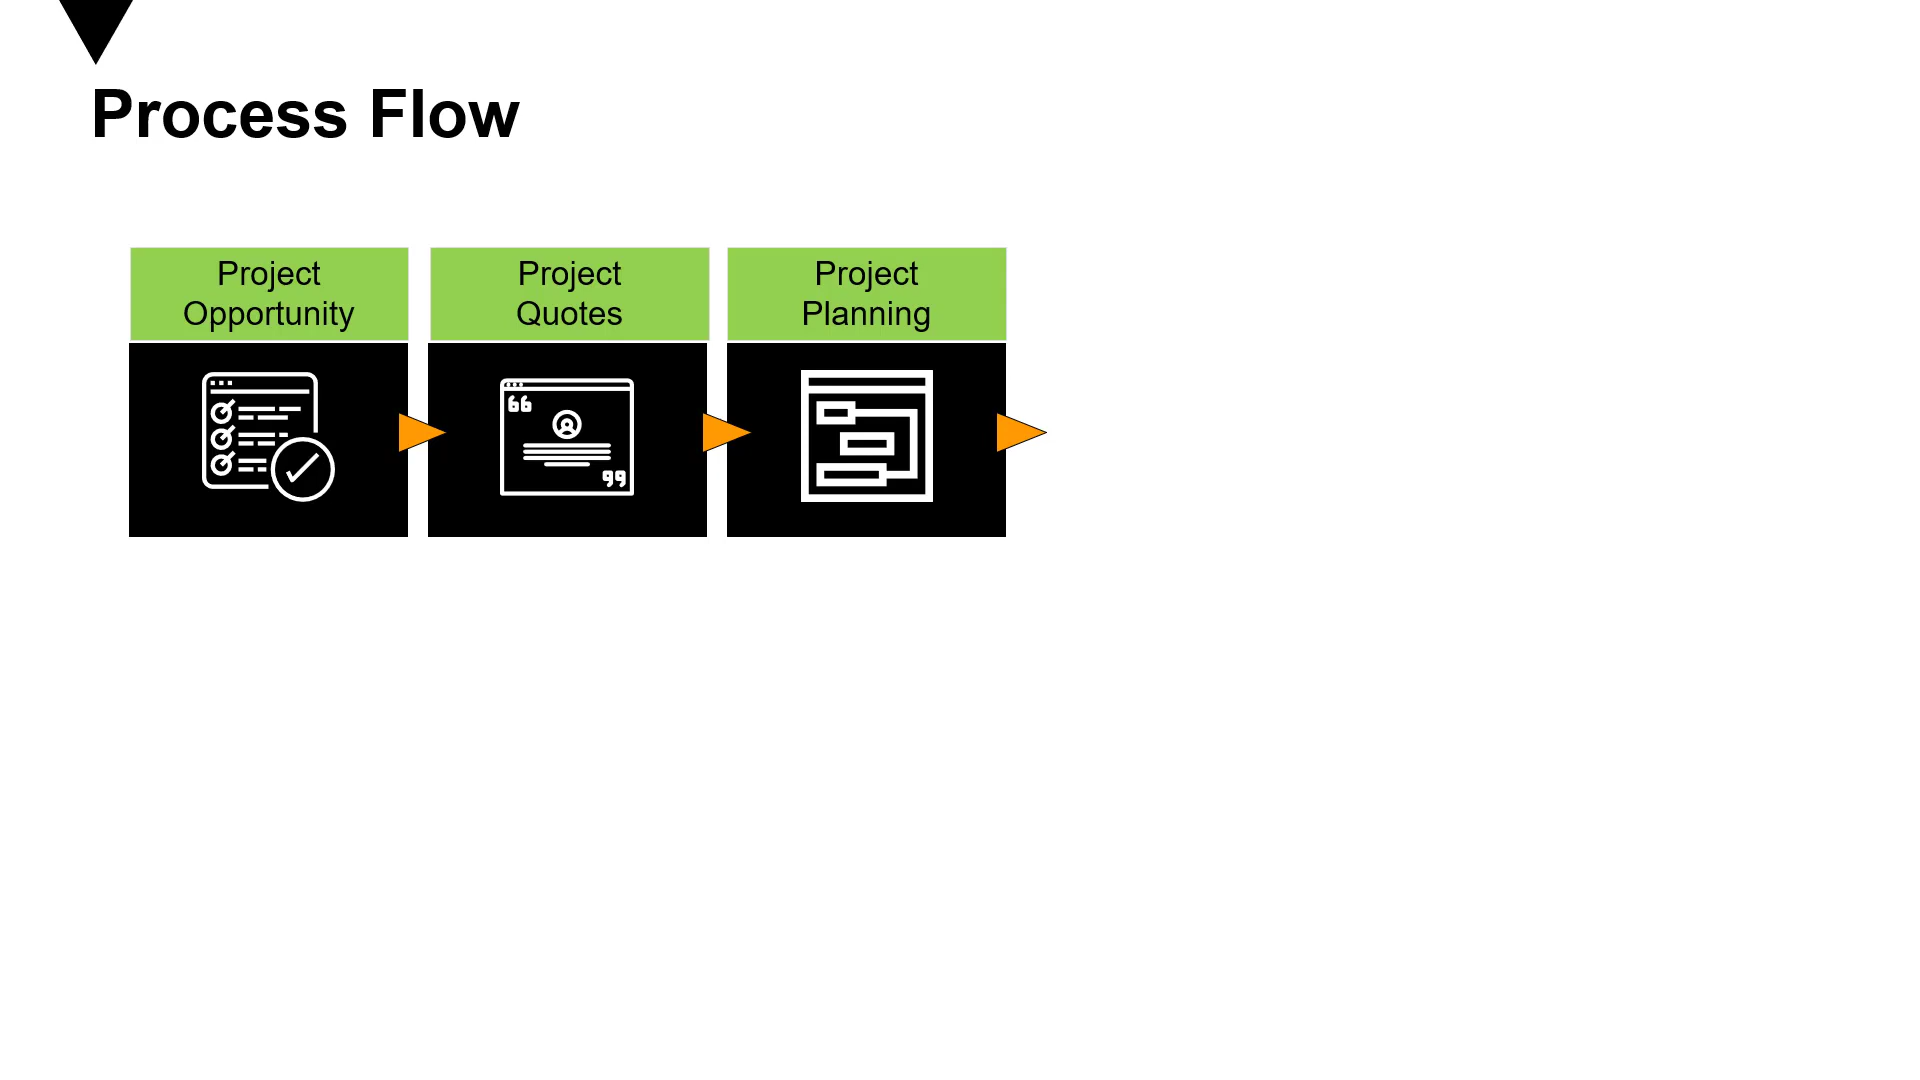 Process Flow
Project
Opportunity
Project
Quotes
Project
Planning